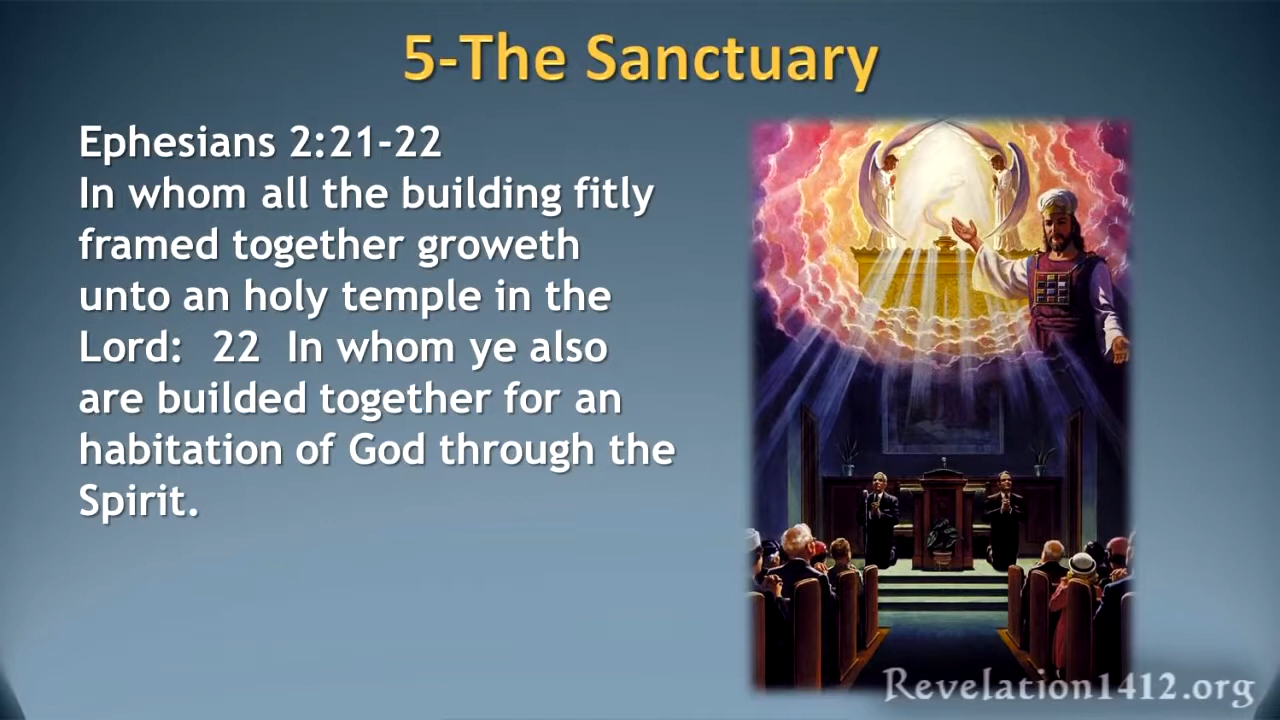 5-The Sanctuary
Ephesians 2:21-22
In whom all the building fitly
framed together groweth
unto an holy temple in the
Lord:  22  In whom ye also
are builded together for an
habitation of God through the
Spirit.
Revelation1412.org